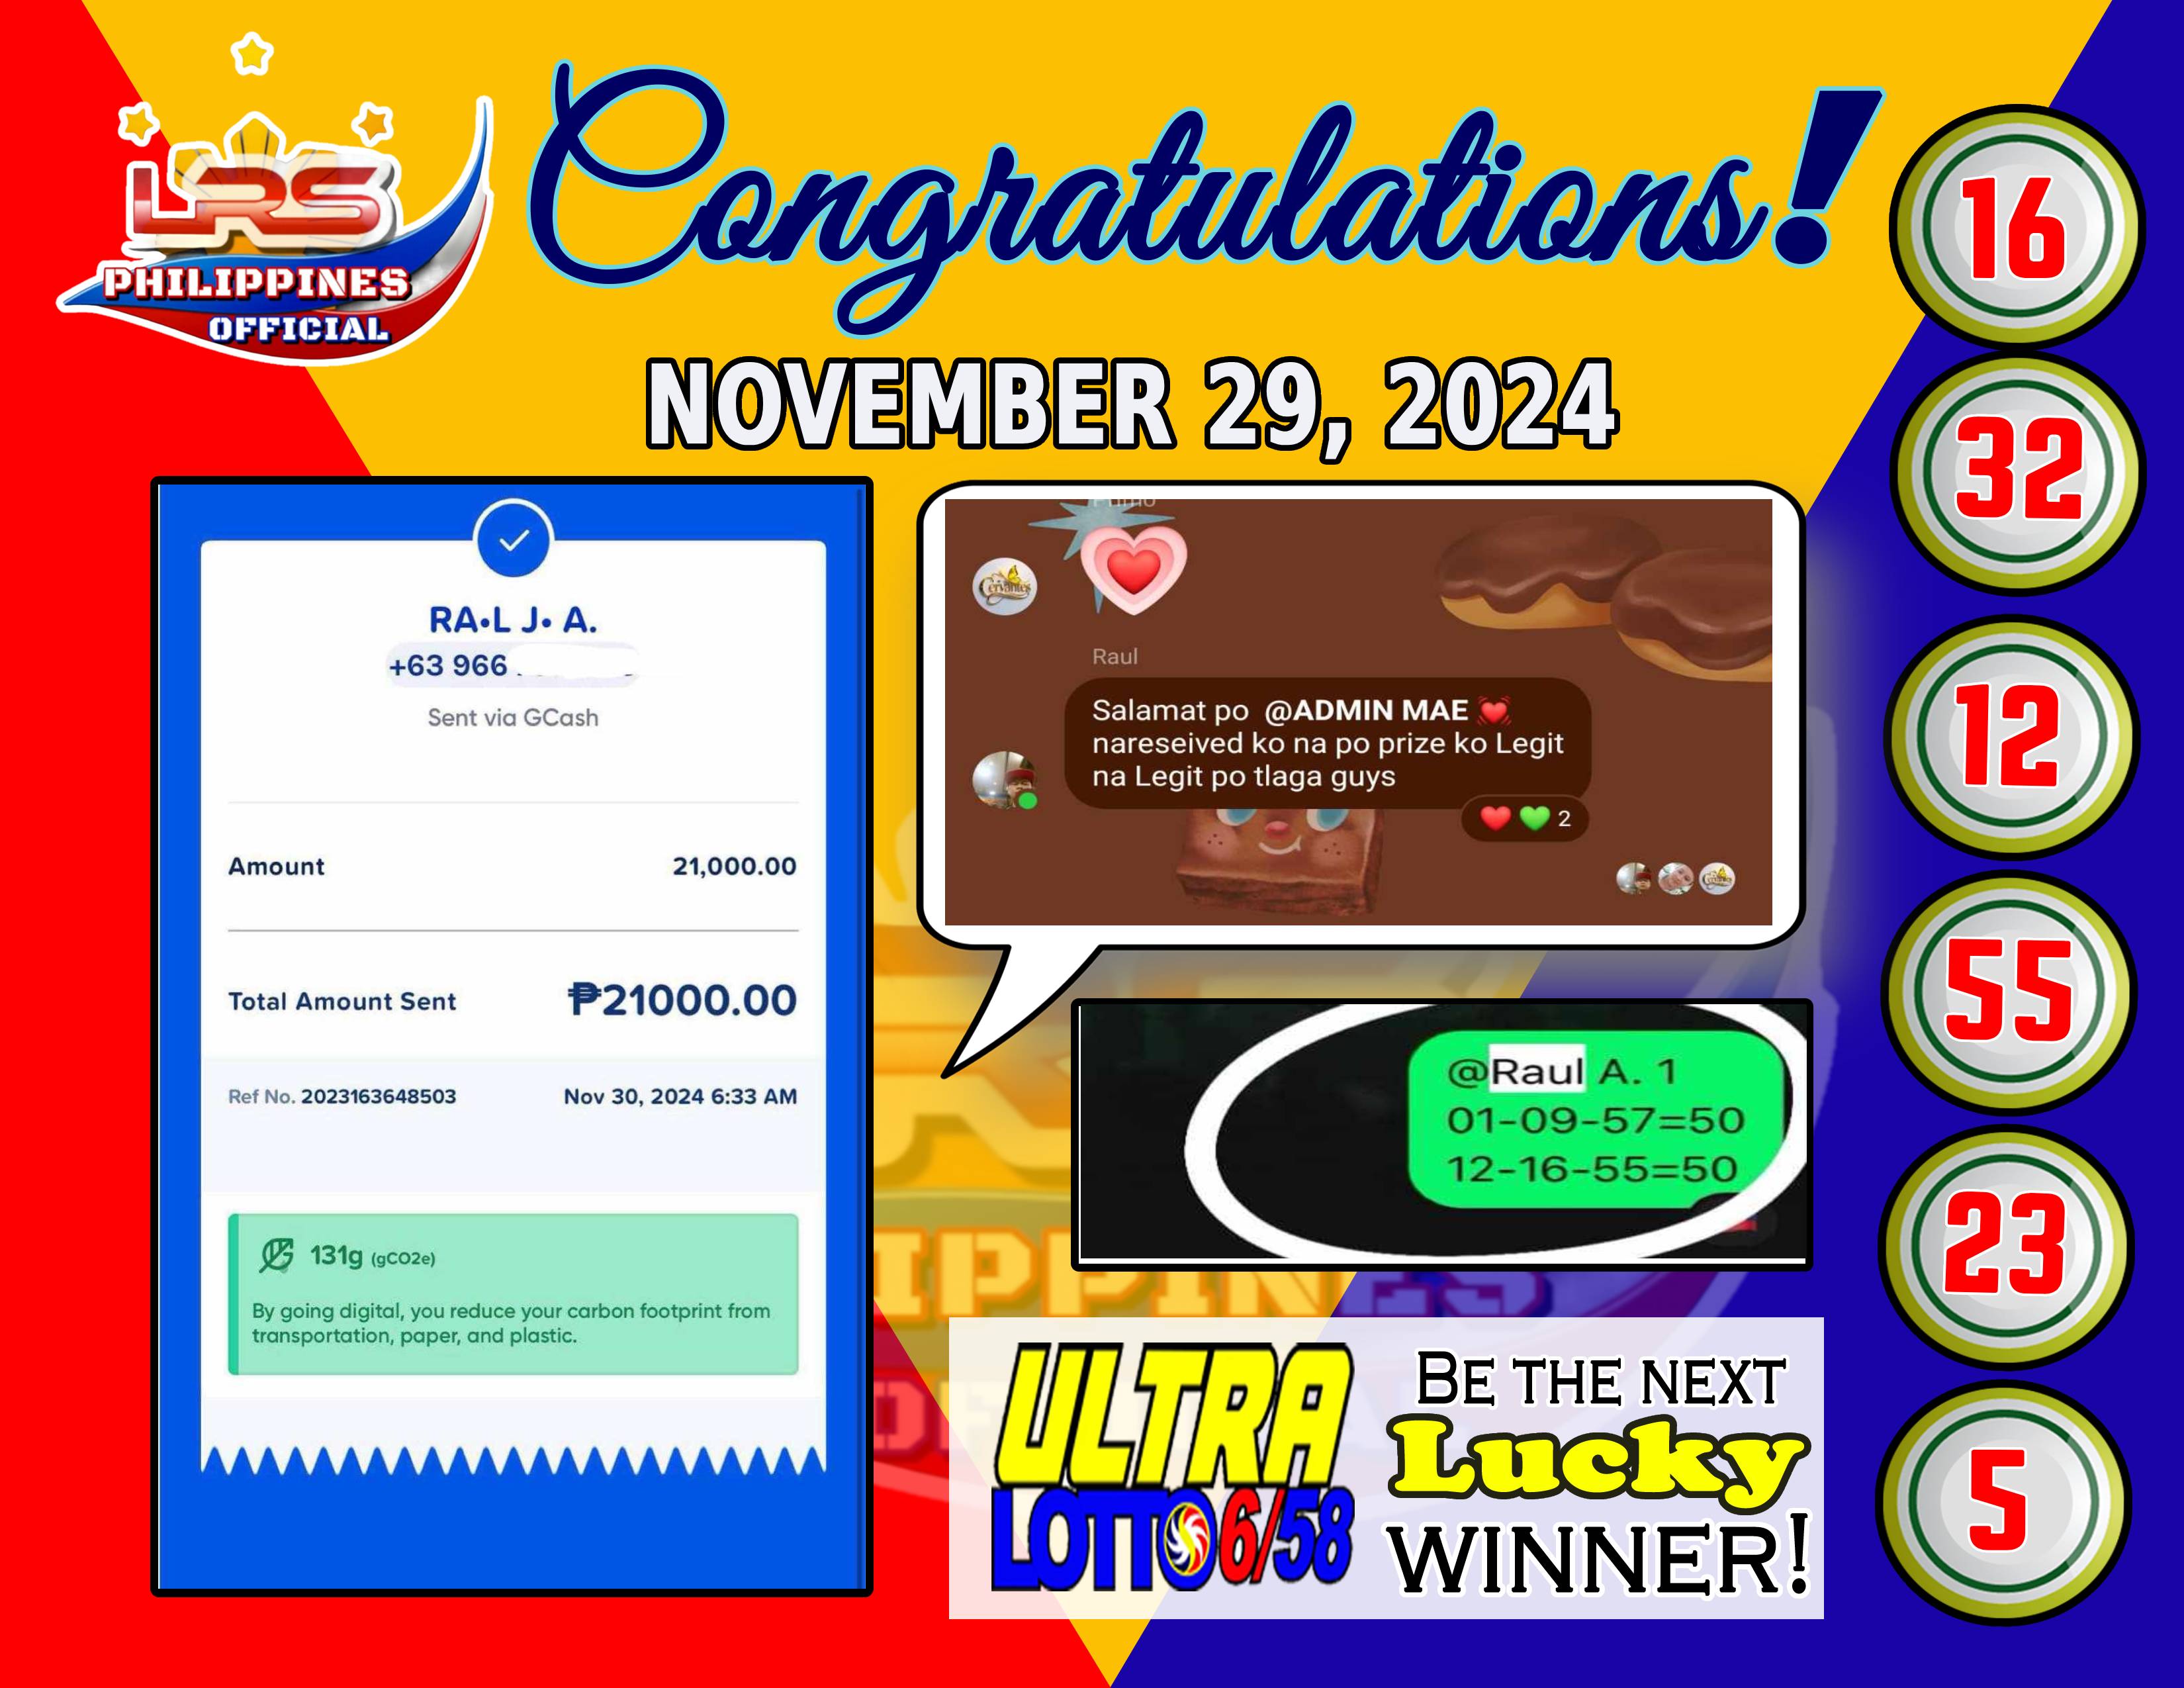 LRS
PHILIPPINES
OFFICIAL
Congratulations!
NOVEMBER 29, 2024
RA•L J• A.
+63 966
Sent via GCash
Amount 21,000.00
Total Amount Sent ₱21000.00
Ref No. 2023163648503 Nov 30, 2024 6:33 AM
131g (gCO2e)
By going digital, you reduce your carbon footprint from
transportation, paper, and plastic.
Cervantes
Raul
Salamat po @ADMIN MAE 💓
nareseived ko na po prize ko Legit
na Legit po tlaga guys
❤️ 💚 2
@Raul A. 1
01-09-57=50
12-16-55=50
ULTRA
LOTTO 6/58
BE THE NEXT
Lucky
WINNER!
16
32
12
55
23
5